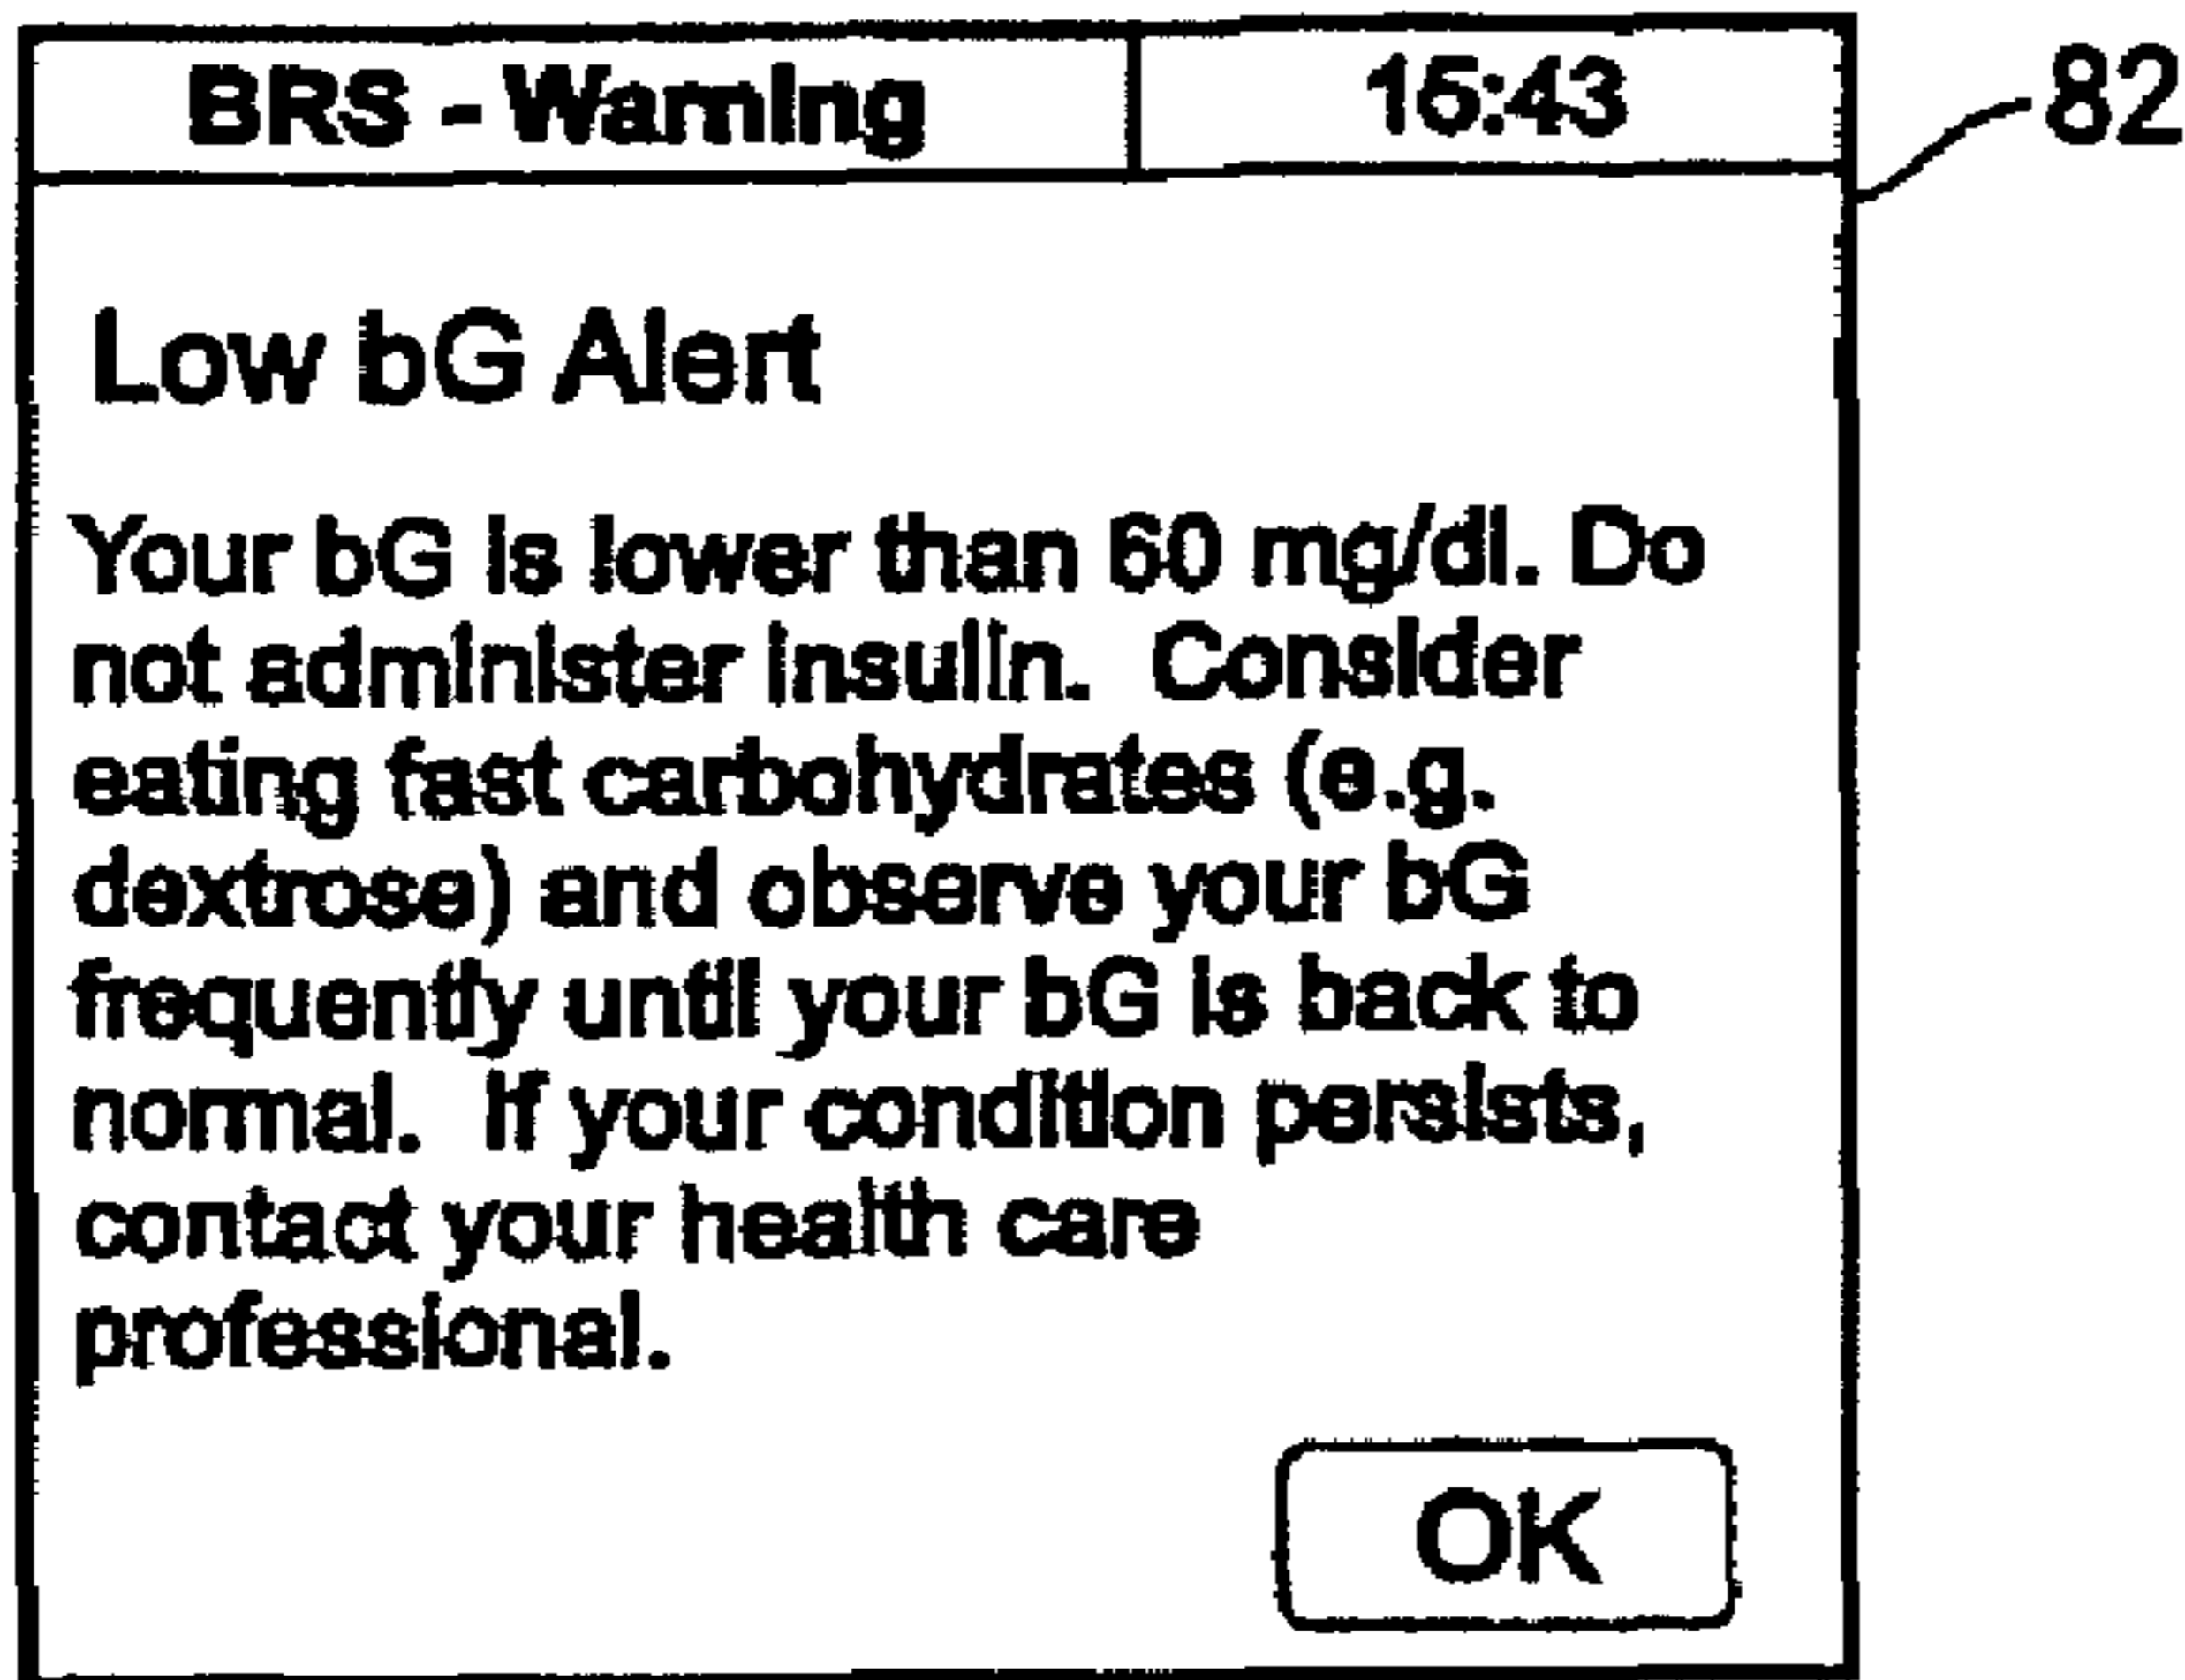 BRS - Warning 15:43 82
Low bG Alert
Your bG is lower than 60 mg/dl. Do
not administer insulin. Consider
eating fast carbohydrates (e.g.
dextrose) and observe your bG
frequently until your bG is back to
normal. If your condition persists,
contact your health care
professional.
OK